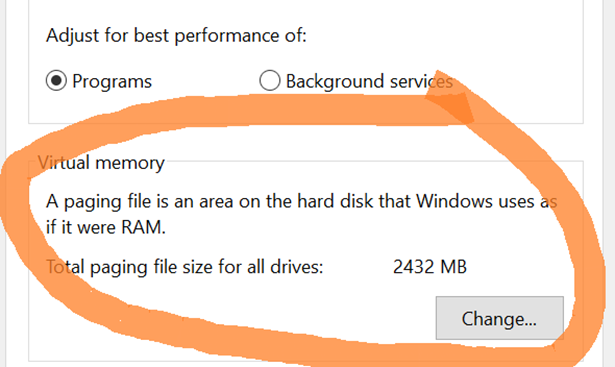 Adjust for best performance of:
Programs Background services
Virtual memory
A paging file is an area on the hard disk that Windows uses as
if it were RAM.
Total paging file size for all drives: 2432 MB
Change...